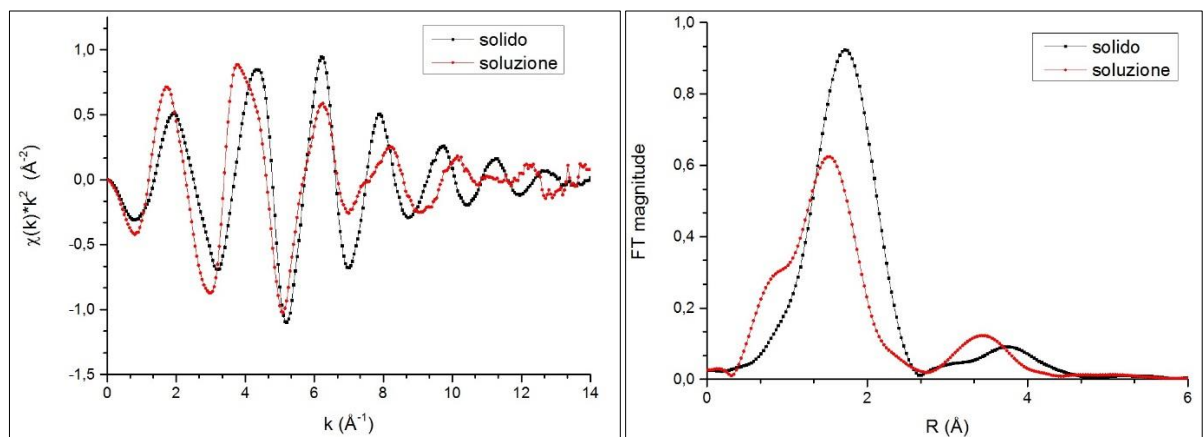 solido
soluzione
χ(k)*k² (Å⁻²)
1,0
0,5
0,0
-0,5
-1,0
-1,5
0 2 4 6 8 10 12 14
k (Å⁻¹)
solido
soluzione
FT magnitude
1,0
0,8
0,6
0,4
0,2
0,0
0 2 4 6
R (Å)